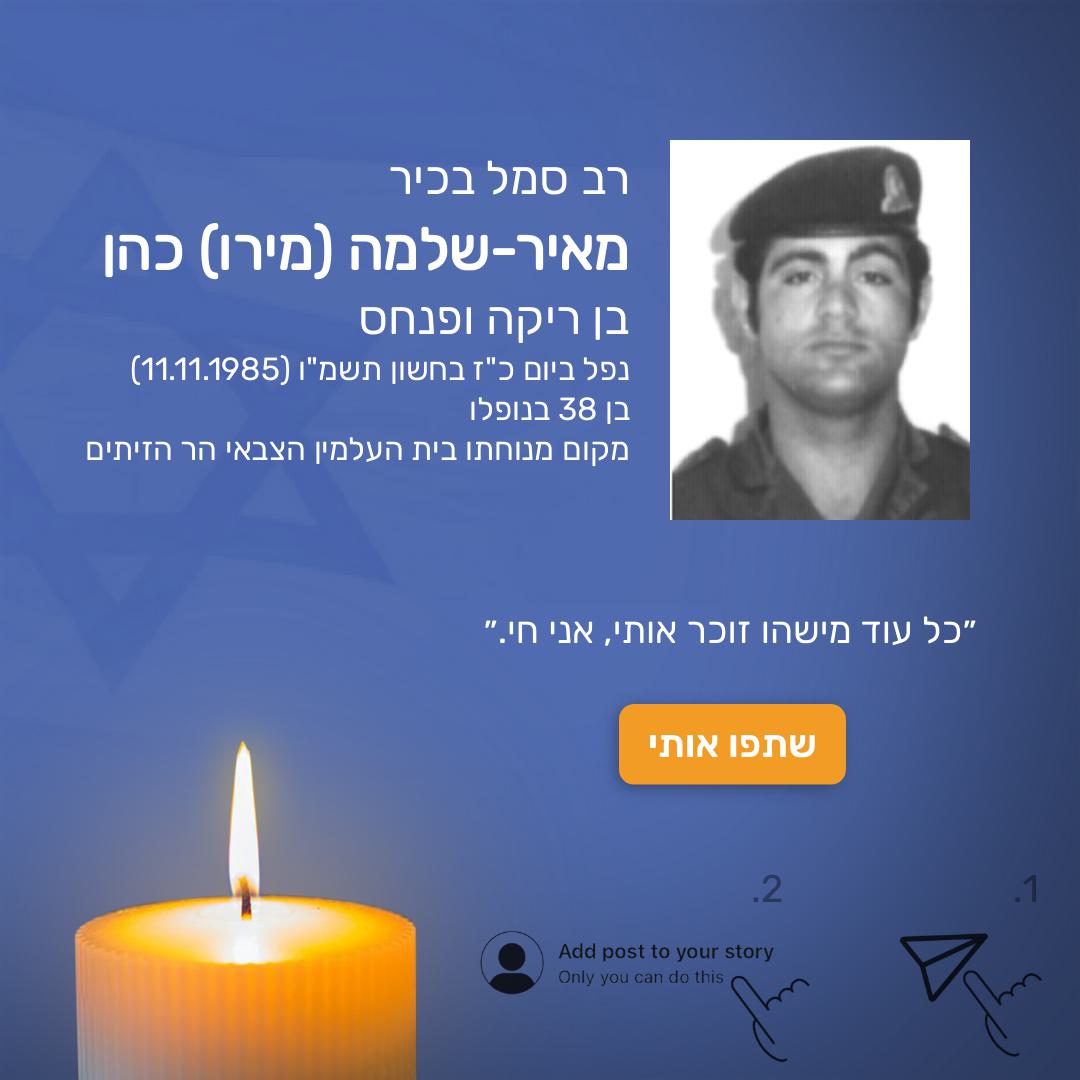 רב סמל בכיר
מאיר-שלמה (מירו) כהן
בן ריקה ופנחס
נפל ביום כ"ז בחשון תשמ"ו (11.11.1985)
בן 38 בנופלו
מקום מנוחתו בית העלמין הצבאי הר הזיתים
״כל עוד מישהו זוכר אותי, אני חי.״
שתפו אותי
.1
.2
Add post to your story
Only you can do this